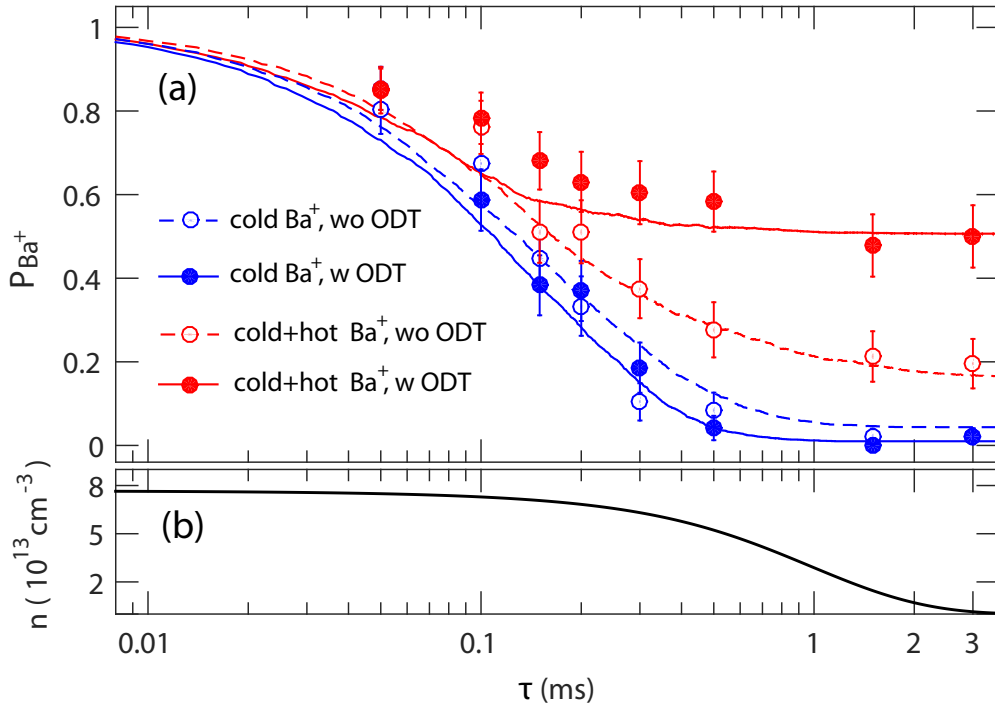 1
(a)
0.8
0.6
0.4
0.2
0
P_Ba+
cold Ba+, wo ODT
cold Ba+, w ODT
cold+hot Ba+, wo ODT
cold+hot Ba+, w ODT
8
(b)
5
2
n ( 10^13 cm^-3)
0.01 0.1 1 2 3
τ (ms)